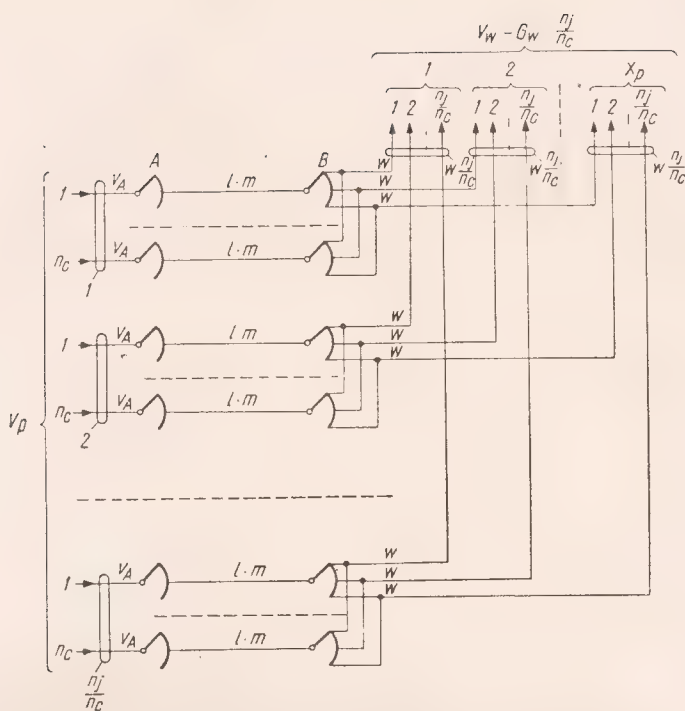 V_W – G_W n_j/n_c
1 2 X_p
1 2 n_j/n_c 1 2 n_j/n_c 1 2 n_j/n_c
A B W W n_j/n_c W n_j/n_c W n_j/n_c
1 V_A l·m W
W
n_c V_A l·m
1
W
1 V_A l·m W
W
V_p n_c V_A l·m
2
W
1 V_A l·m W
W
n_c V_A l·m
n_j/n_c